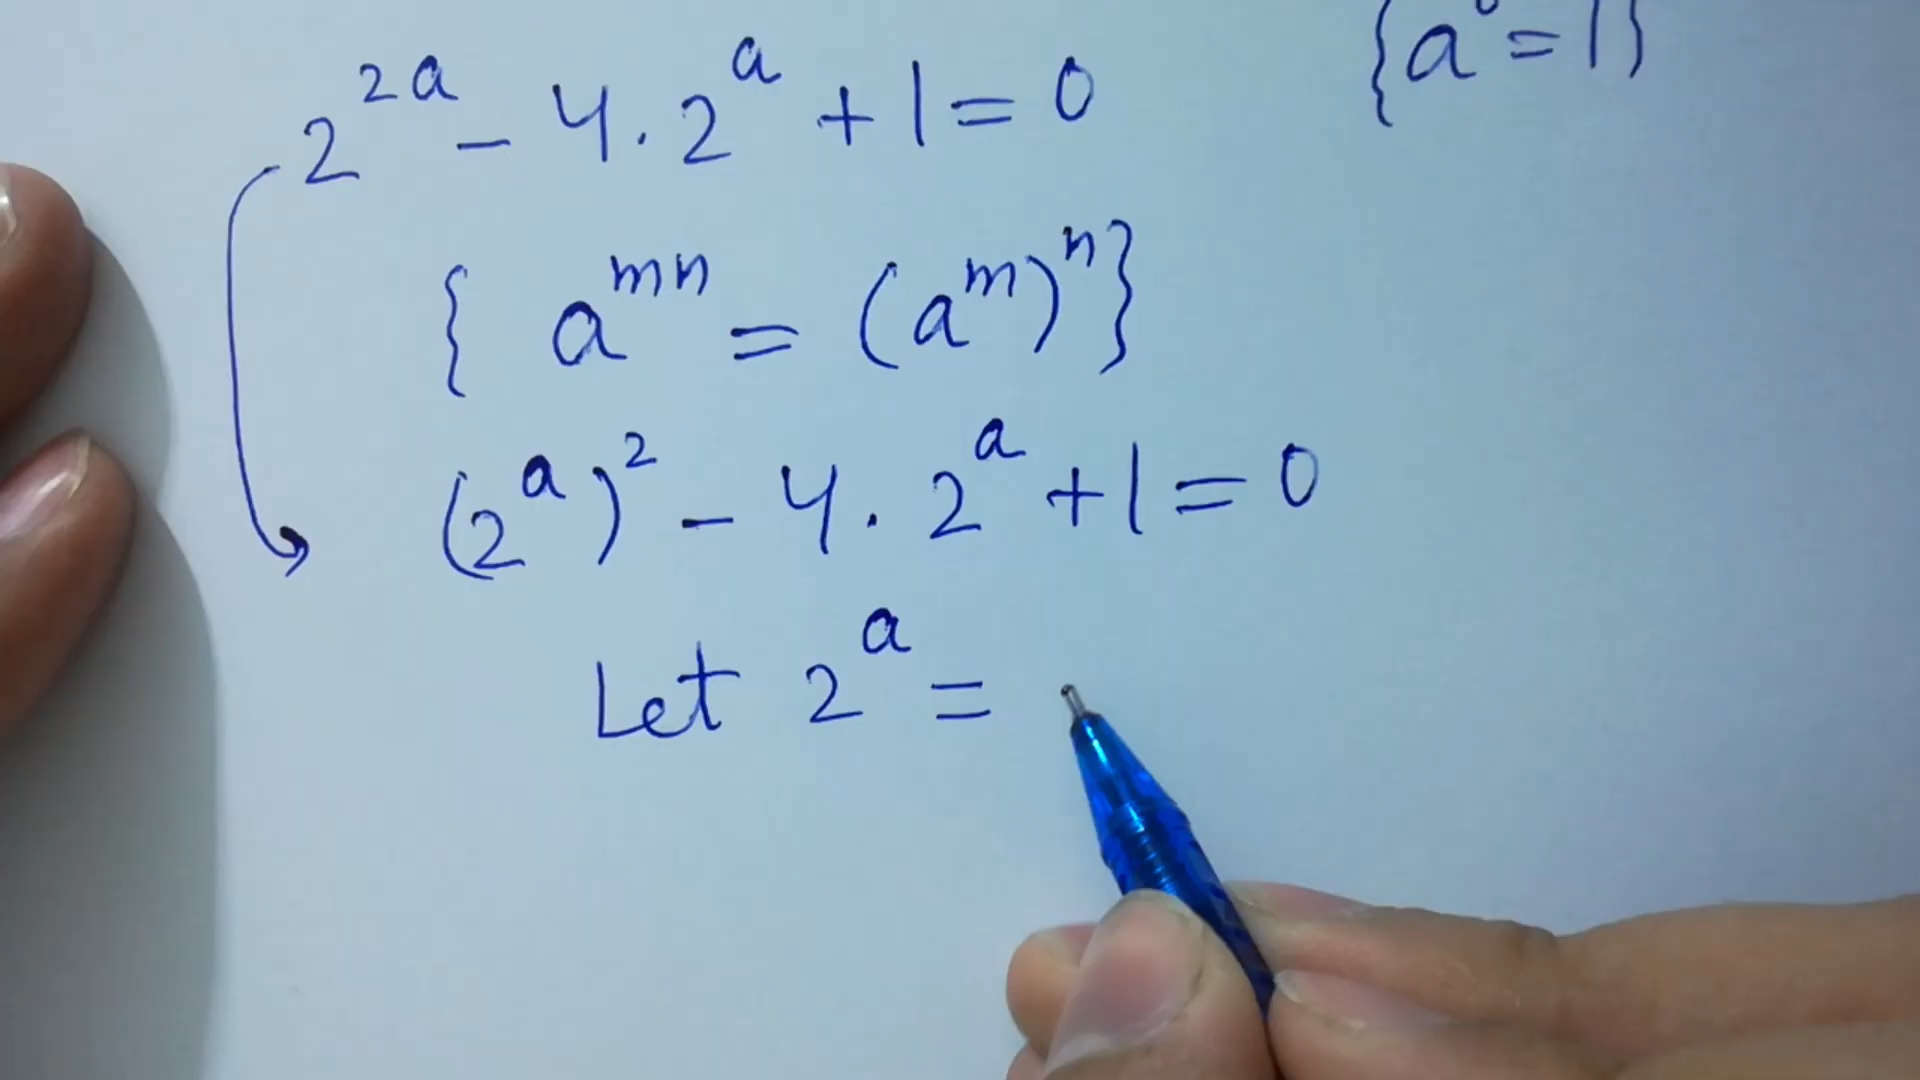 {a⁰ = 1}
2^{2a} - 4 . 2^a + 1 = 0
{ a^{mn} = (a^m)^n }
(2^a)^2 - 4 . 2^a + 1 = 0
Let 2^a =